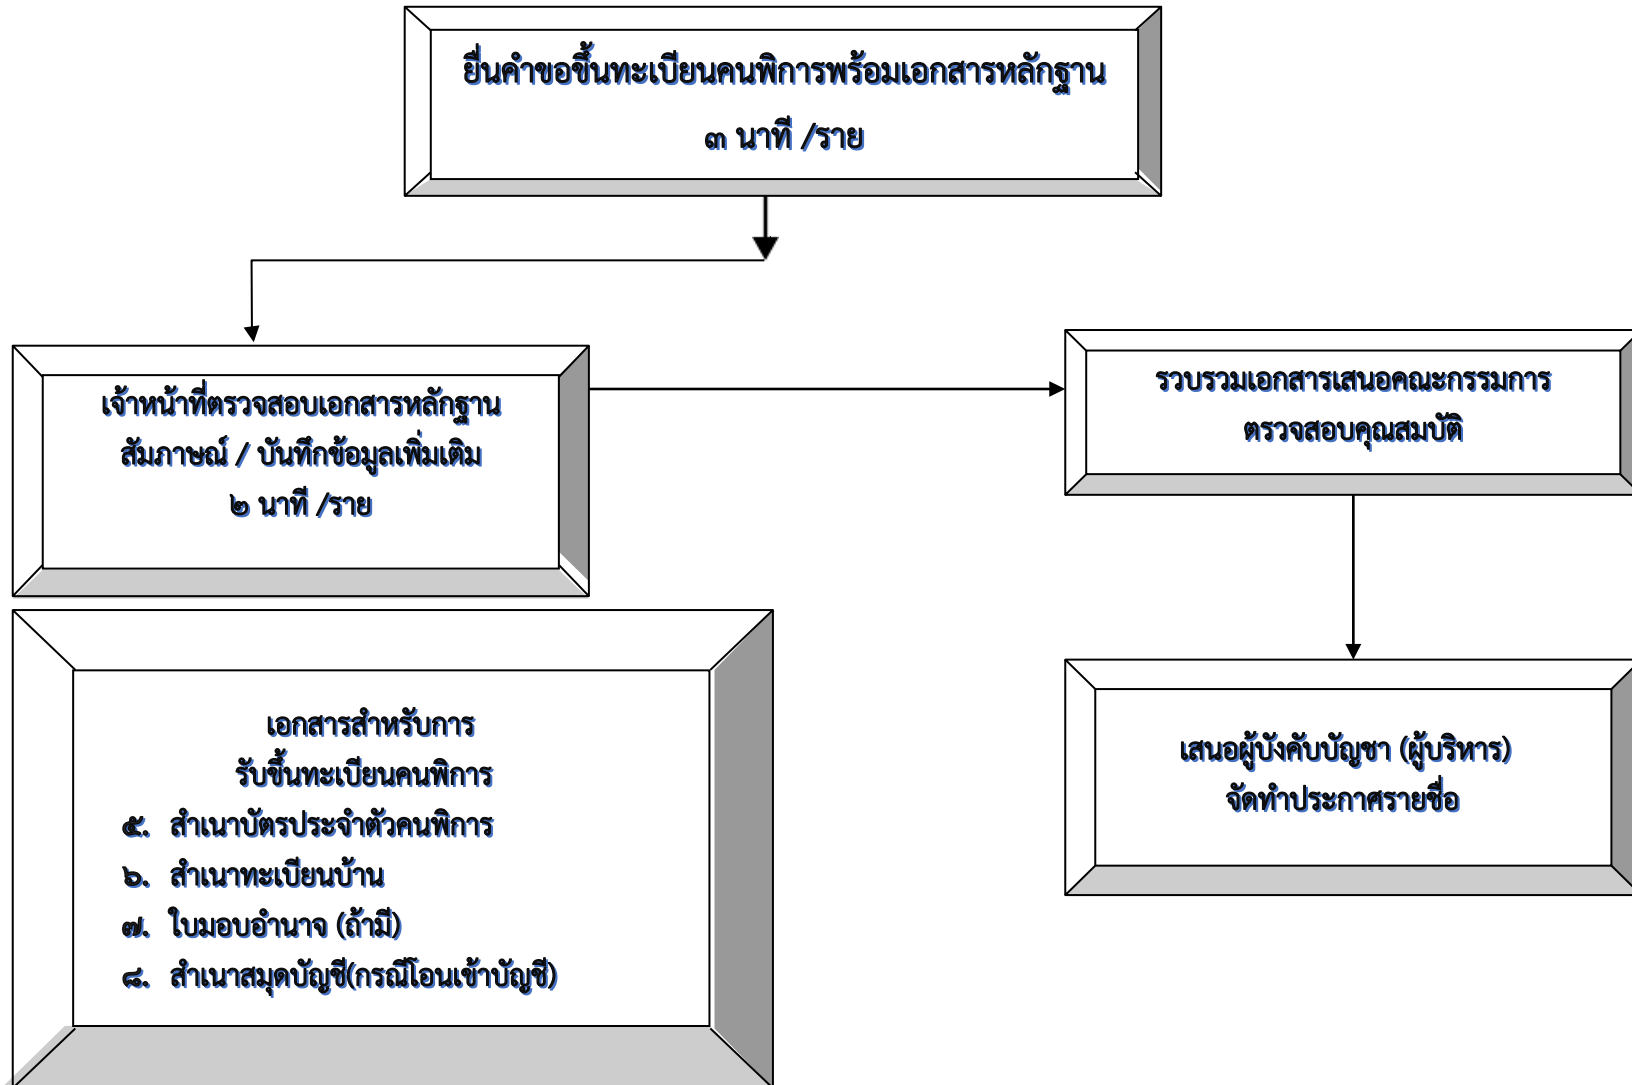 ยื่นคำขอขึ้นทะเบียนคนพิการพร้อมเอกสารหลักฐาน
๓ นาที /ราย
เจ้าหน้าที่ตรวจสอบเอกสารหลักฐาน
สัมภาษณ์ / บันทึกข้อมูลเพิ่มเติม
๒ นาที /ราย
รวบรวมเอกสารเสนอคณะกรรมการ
ตรวจสอบคุณสมบัติ
เอกสารสำหรับการ
รับขึ้นทะเบียนคนพิการ
๕. สำเนาบัตรประจำตัวคนพิการ
๖. สำเนาทะเบียนบ้าน
๗. ใบมอบอำนาจ (ถ้ามี)
๘. สำเนาสมุดบัญชี(กรณีโอนเข้าบัญชี)
เสนอผู้บังคับบัญชา (ผู้บริหาร)
จัดทำประกาศรายชื่อ